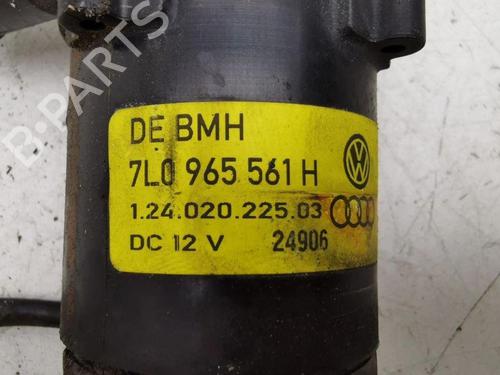 DE BMH
7L0 965 561 H
1.24.020.225.03
DC 12 V 24906
B-PARTS